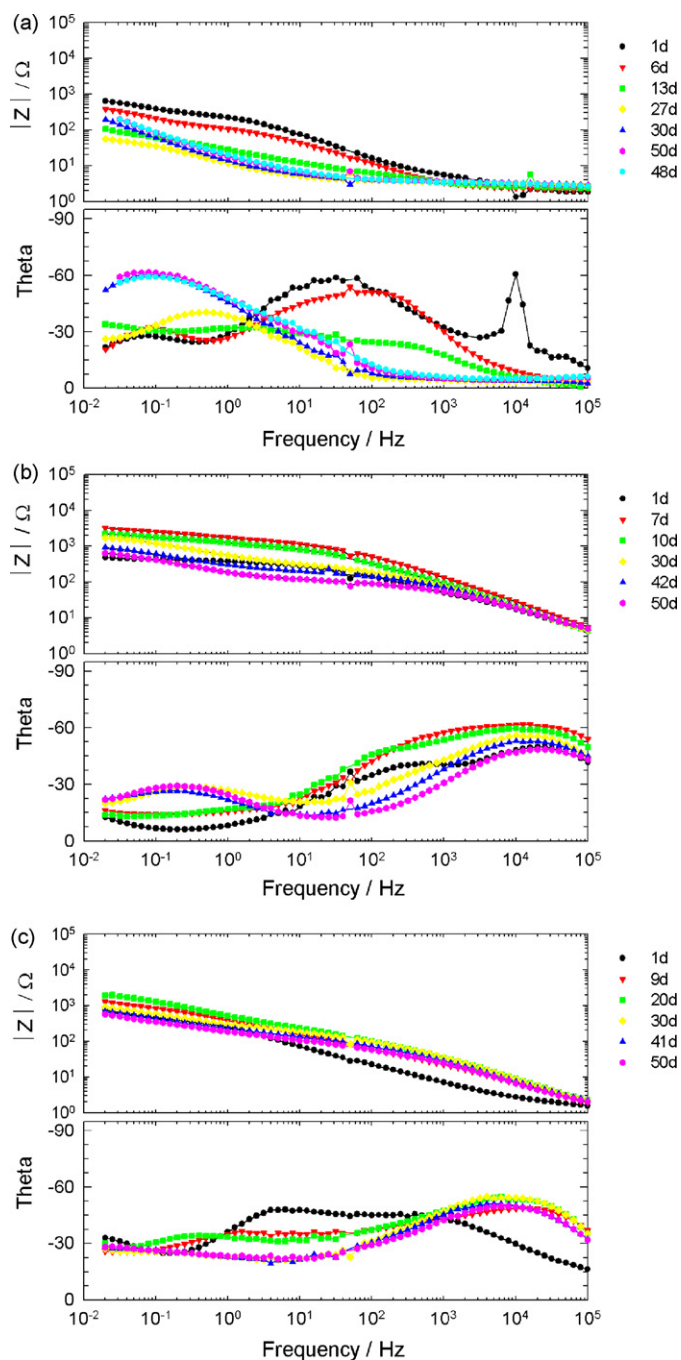 (a)
10^5
10^4
10^3
10^2
10^1
10^0
|Z| / Ω
1d
6d
13d
27d
30d
50d
48d
-90
-60
-30
0
Theta
10^-2 10^-1 10^0 10^1 10^2 10^3 10^4 10^5
Frequency / Hz
(b)
10^5
10^4
10^3
10^2
10^1
10^0
|Z| / Ω
1d
7d
10d
30d
42d
50d
-90
-60
-30
0
Theta
10^-2 10^-1 10^0 10^1 10^2 10^3 10^4 10^5
Frequency / Hz
(c)
10^5
10^4
10^3
10^2
10^1
10^0
|Z| / Ω
1d
9d
20d
30d
41d
50d
-90
-60
-30
0
Theta
10^-2 10^-1 10^0 10^1 10^2 10^3 10^4 10^5
Frequency / Hz